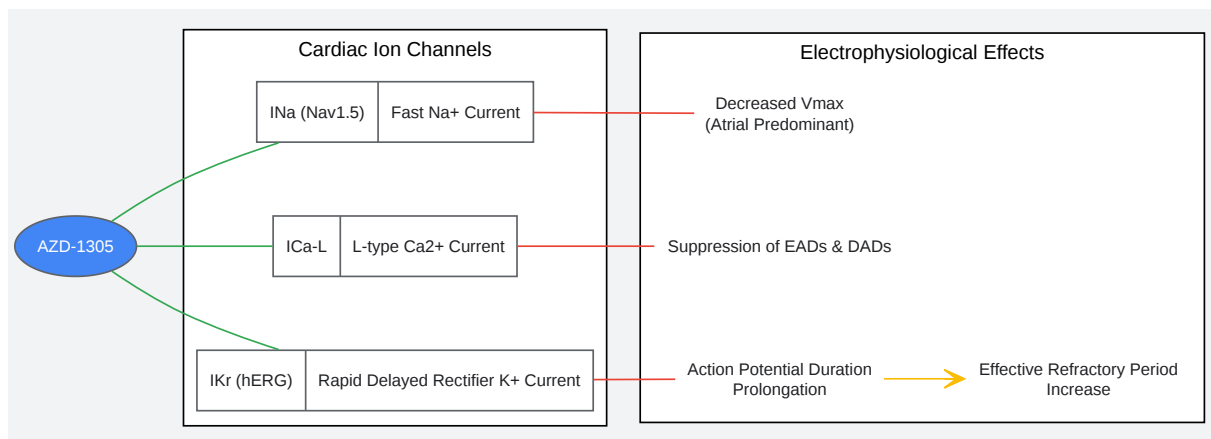 Cardiac Ion Channels
Electrophysiological Effects
INa (Nav1.5)
Fast Na+ Current
Decreased Vmax
(Atrial Predominant)
AZD-1305
ICa-L
L-type Ca2+ Current
Suppression of EADs & DADs
IKr (hERG)
Rapid Delayed Rectifier K+ Current
Action Potential Duration
Prolongation
Effective Refractory Period
Increase